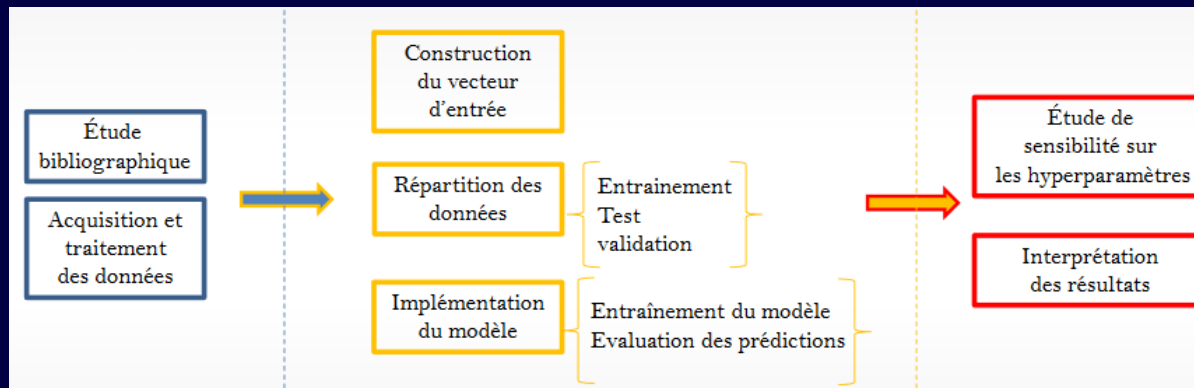 Étude
bibliographique
Acquisition et
traitement
des données
Construction
du vecteur
d'entrée
Répartition des
données
Entrainement
Test
validation
Implémentation
du modèle
Entraînement du modèle
Evaluation des prédictions
Étude de
sensibilité sur
les hyperparamètres
Interprétation
des résultats